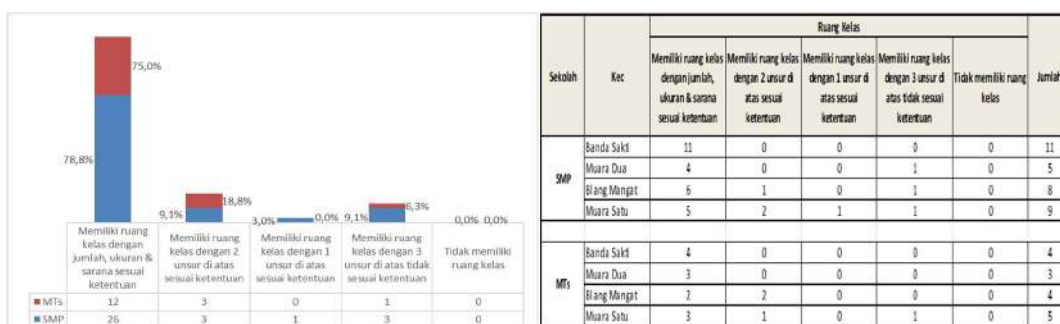 75,0%
78,8%
9,1%
18,8%
3,0%
0,0%
9,1%
6,3%
0,0% 0,0%
Memiliki ruang kelas dengan jumlah, ukuran & sarana sesuai ketentuan
Memiliki ruang kelas dengan 2 unsur di atas sesuai ketentuan
Memiliki ruang kelas dengan 1 unsur di atas sesuai ketentuan
Memiliki ruang kelas dengan 3 unsur di atas tidak sesuai ketentuan
Tidak memiliki ruang kelas
MTs 12 3 0 1 0
SMP 26 3 1 3 0
Ruang Kelas
Sekolah
Kec
Memiliki ruang kelas dengan jumlah, ukuran & sarana sesuai ketentuan
Memiliki ruang kelas dengan 2 unsur di atas sesuai ketentuan
Memiliki ruang kelas dengan 1 unsur di atas sesuai ketentuan
Memiliki ruang kelas dengan 3 unsur di atas tidak sesuai ketentuan
Tidak memiliki ruang kelas
Jumlah
SMP
Banda Sakti 11 0 0 0 0 11
Muara Dua 4 0 0 1 0 5
Blang Mangat 6 1 0 1 0 8
Muara Satu 5 2 1 1 0 9
MTs
Banda Sakti 4 0 0 0 0 4
Muara Dua 3 0 0 0 0 3
Blang Mangat 2 2 0 0 0 4
Muara Satu 3 1 0 1 0 5